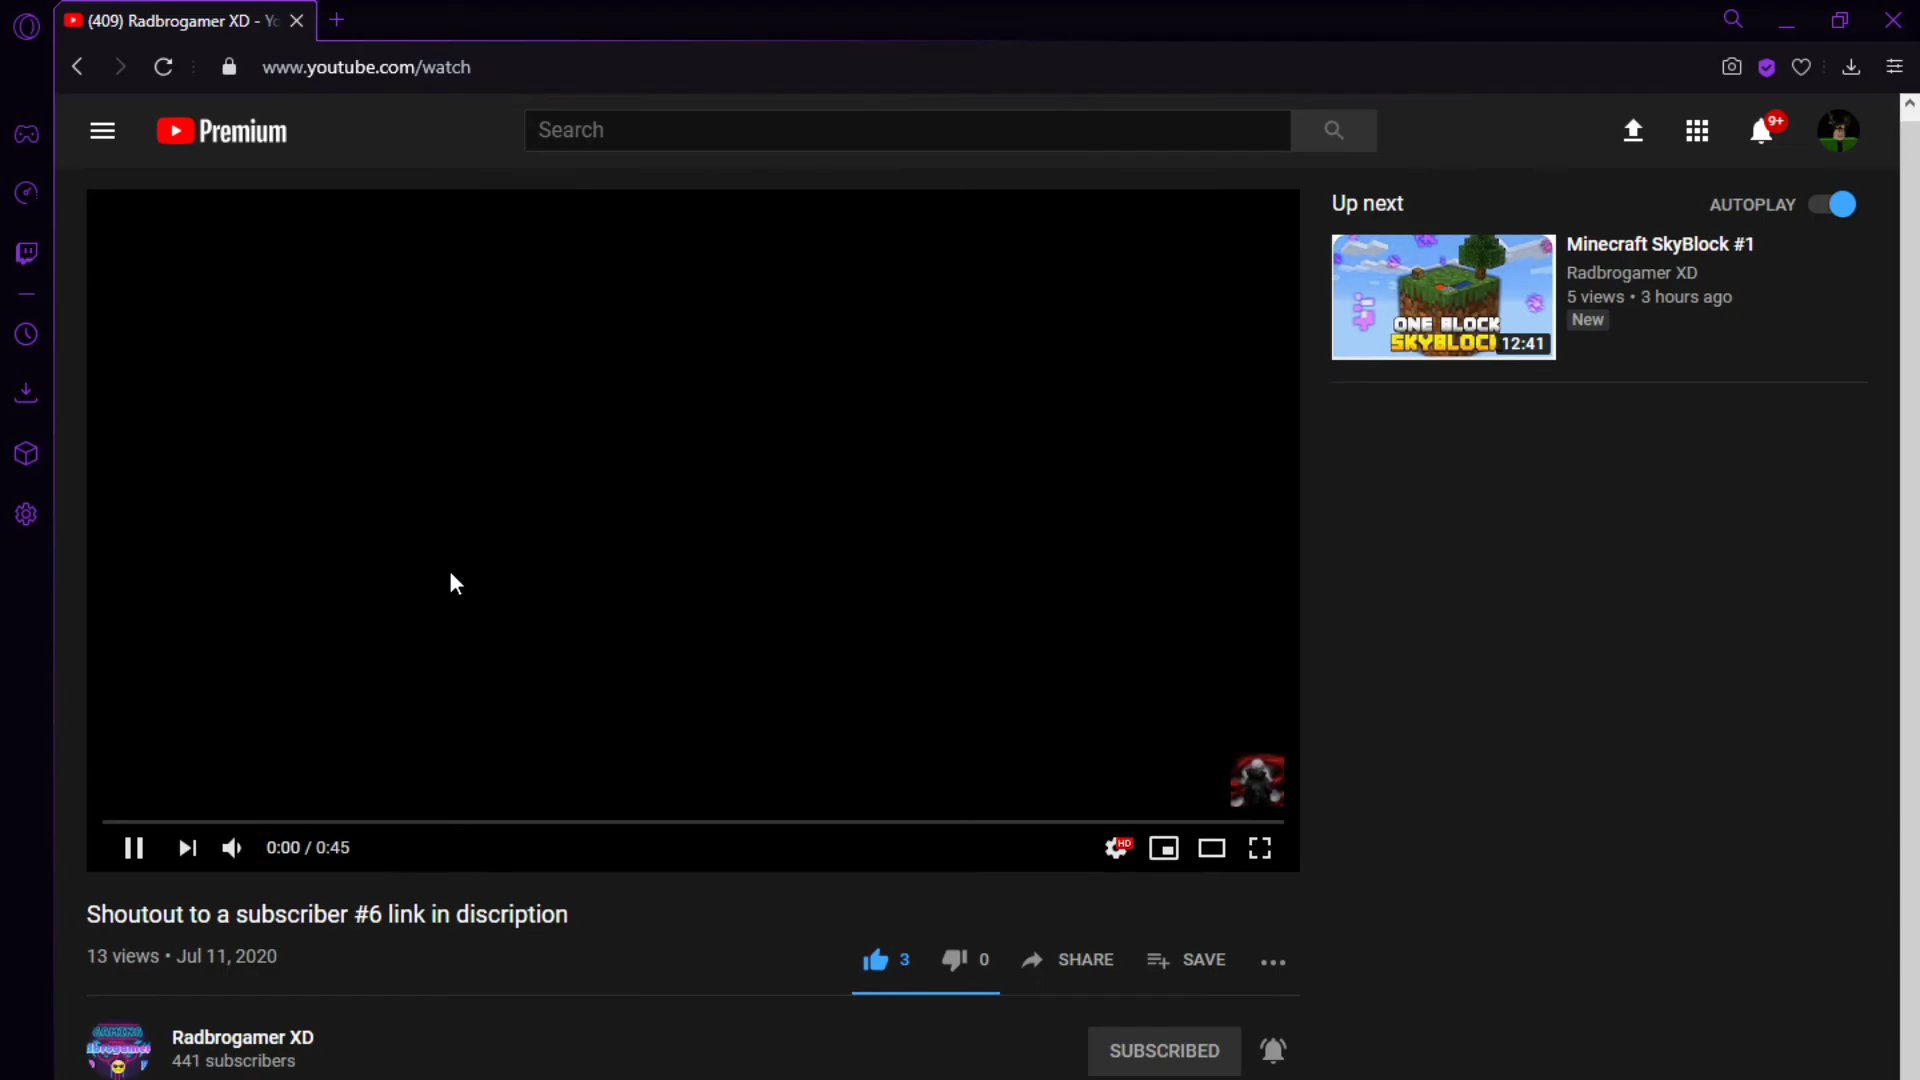 (409) Radbrogamer XD - Yo
www.youtube.com/watch
Premium
Search
9+
Up next
AUTOPLAY
Minecraft SkyBlock #1
Radbrogamer XD
5 views • 3 hours ago
New
ONE BLOCK
SKYBLOCK
12:41
0:00 / 0:45
HD
Shoutout to a subscriber #6 link in discription
13 views • Jul 11, 2020
3
0
SHARE
SAVE
GAMING
Radbrogamer XD
441 subscribers
SUBSCRIBED